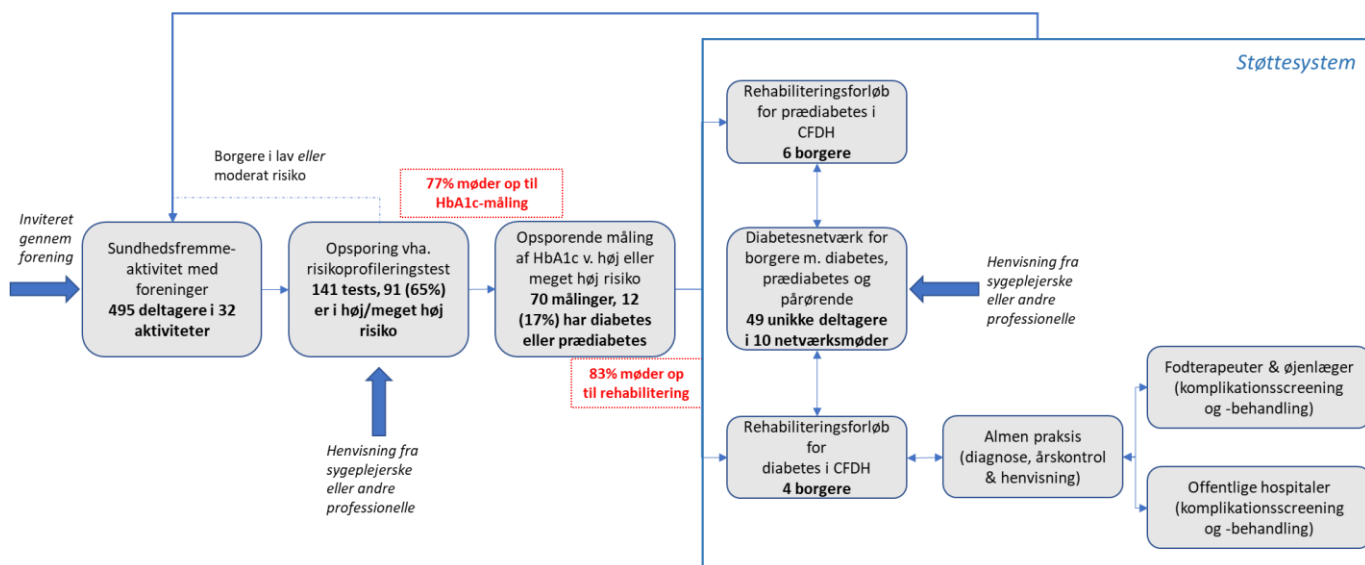 Støttesystem
Rehabiliteringsforløb
for prædiabetes i
CFDH
6 borgere
Borgere i lav eller
moderat risiko
77% møder op til
HbA1c-måling
Inviteret
gennem
forening
Sundhedsfremme-
aktivitet med
foreninger
495 deltagere i 32
aktiviteter
Opsporing vha.
risikoprofileringstest
141 tests, 91 (65%)
er i høj/meget høj
risiko
Opsporende måling
af HbA1c v. høj eller
meget høj risiko
70 målinger, 12
(17%) har diabetes
eller prædiabetes
Diabetesnetværk for
borgere m. diabetes,
prædiabetes og
pårørende
49 unikke deltagere
i 10 netværksmøder
Henvisning fra
sygeplejerske
eller andre
professionelle
83% møder op
til rehabilitering
Henvisning fra
sygeplejerske
eller andre
professionelle
Rehabiliteringsforløb
for
diabetes i CFDH
4 borgere
Almen praksis
(diagnose, årskontrol
& henvisning)
Fodterapeuter & øjenlæger
(komplikationsscreening
og -behandling)
Offentlige hospitaler
(komplikationsscreening
og -behandling)